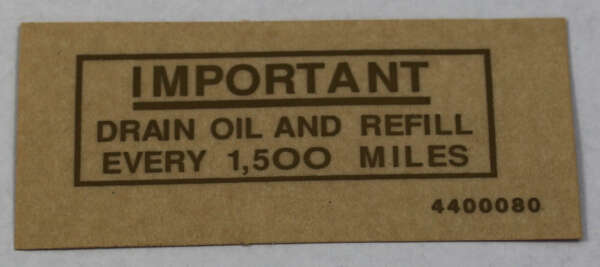 IMPORTANT
DRAIN OIL AND REFILL
EVERY 1,500 MILES
4400080